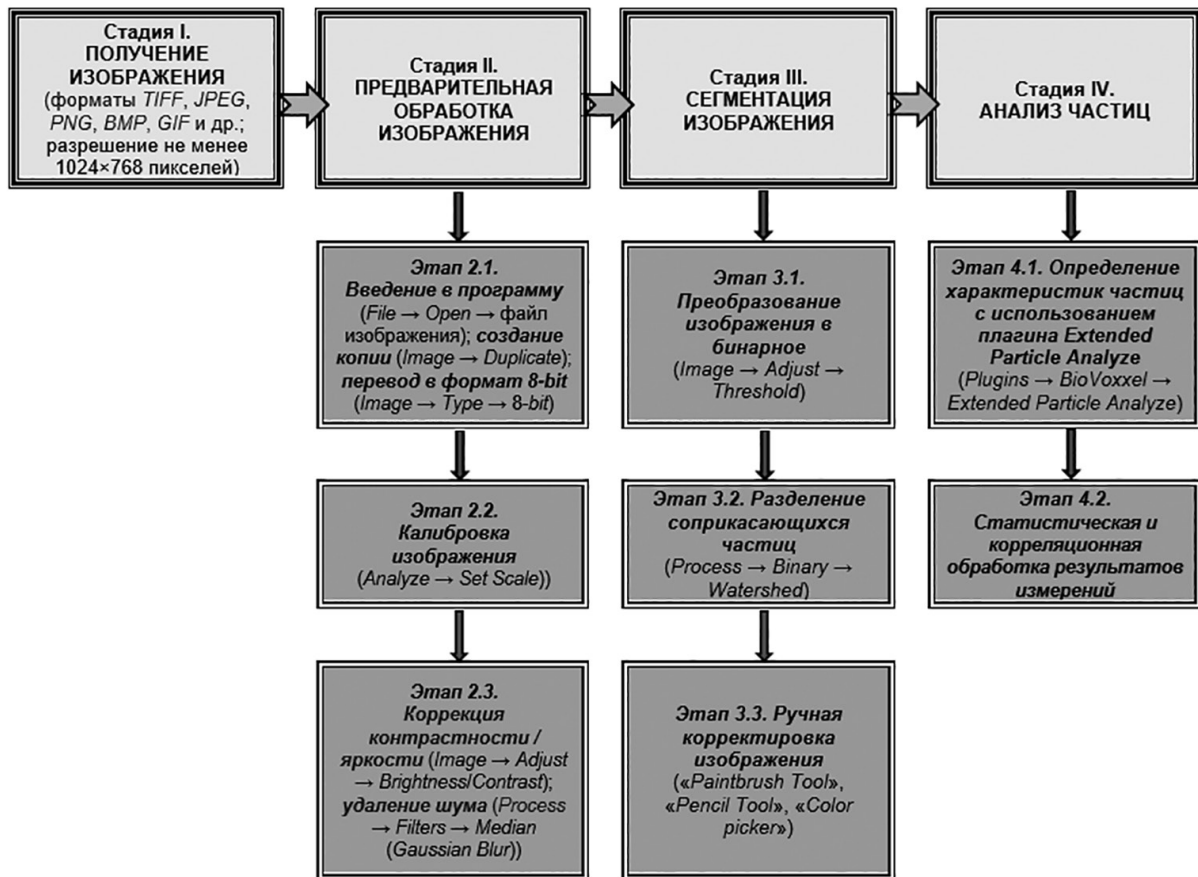 Стадия I.
ПОЛУЧЕНИЕ
ИЗОБРАЖЕНИЯ
(форматы TIFF, JPEG,
PNG, BMP, GIF и др.;
разрешение не менее
1024×768 пикселей)
Стадия II.
ПРЕДВАРИТЕЛЬНАЯ
ОБРАБОТКА
ИЗОБРАЖЕНИЯ
Стадия III.
СЕГМЕНТАЦИЯ
ИЗОБРАЖЕНИЯ
Стадия IV.
АНАЛИЗ ЧАСТИЦ
Этап 2.1.
Введение в программу
(File → Open → файл
изображения); создание
копии (Image → Duplicate);
перевод в формат 8-bit
(Image → Type → 8-bit)
Этап 2.2.
Калибровка
изображения
(Analyze → Set Scale))
Этап 2.3.
Коррекция
контрастности /
яркости (Image → Adjust
→ Brightness/Contrast);
удаление шума (Process
→ Filters → Median
(Gaussian Blur))
Этап 3.1.
Преобразование
изображения в
бинарное
(Image → Adjust →
Threshold)
Этап 3.2. Разделение
соприкасающихся
частиц
(Process → Binary →
Watershed)
Этап 3.3. Ручная
корректировка
изображения
(«Paintbrush Tool»,
«Pencil Tool», «Color
picker»)
Этап 4.1. Определение
характеристик частиц
с использованием
плагина Extended
Particle Analyze
(Plugins → BioVoxxel →
Extended Particle Analyze)
Этап 4.2.
Статистическая и
корреляционная
обработка результатов
измерений